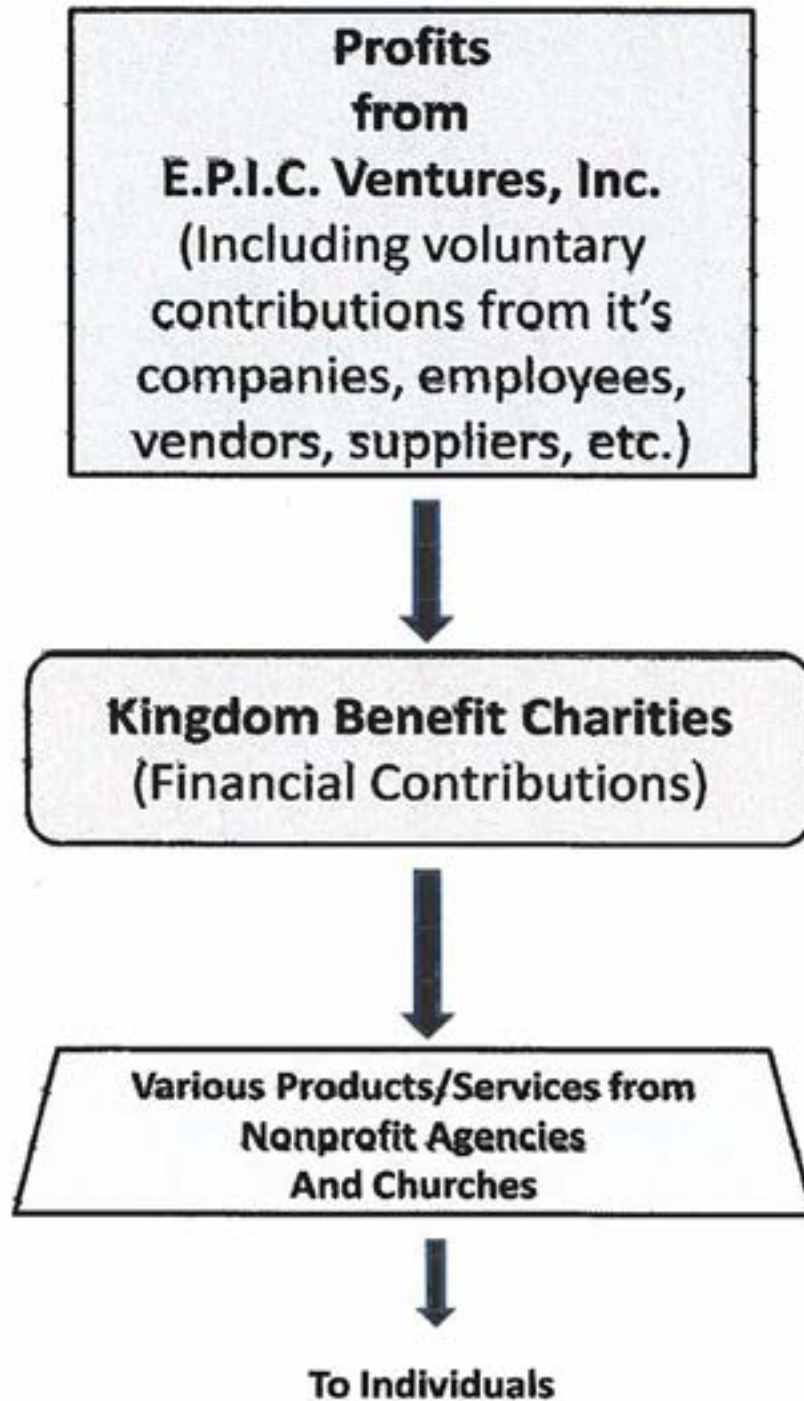 Profits
from
E.P.I.C. Ventures, Inc.
(Including voluntary
contributions from it's
companies, employees,
vendors, suppliers, etc.)
Kingdom Benefit Charities
(Financial Contributions)
Various Products/Services from
Nonprofit Agencies
And Churches
To Individuals